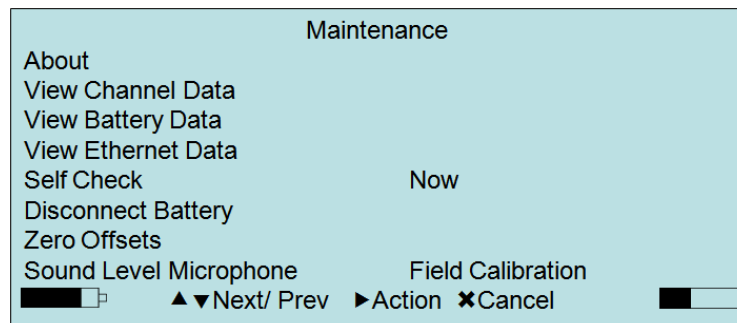 Maintenance
About
View Channel Data
View Battery Data
View Ethernet Data
Self Check Now
Disconnect Battery
Zero Offsets
Sound Level Microphone Field Calibration
▲▼Next/ Prev ►Action ✖Cancel